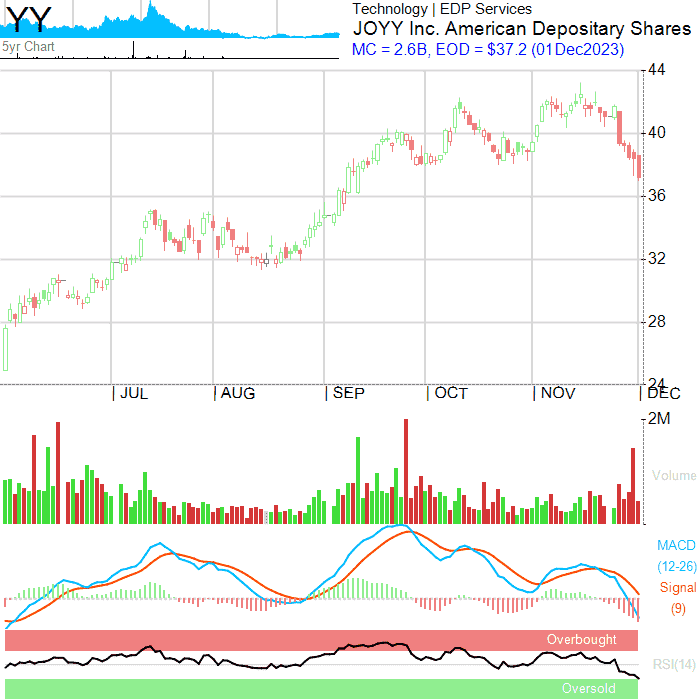 YY
5yr Chart
Technology | EDP Services
JOYY Inc. American Depositary Shares
MC = 2.6B, EOD = $37.2 (01Dec2023)
44
40
36
32
28
24
| JUL | AUG | SEP | OCT | NOV | DEC
2M
Volume
MACD
(12-26)
Signal
(9)
Overbought
RSI(14)
Oversold